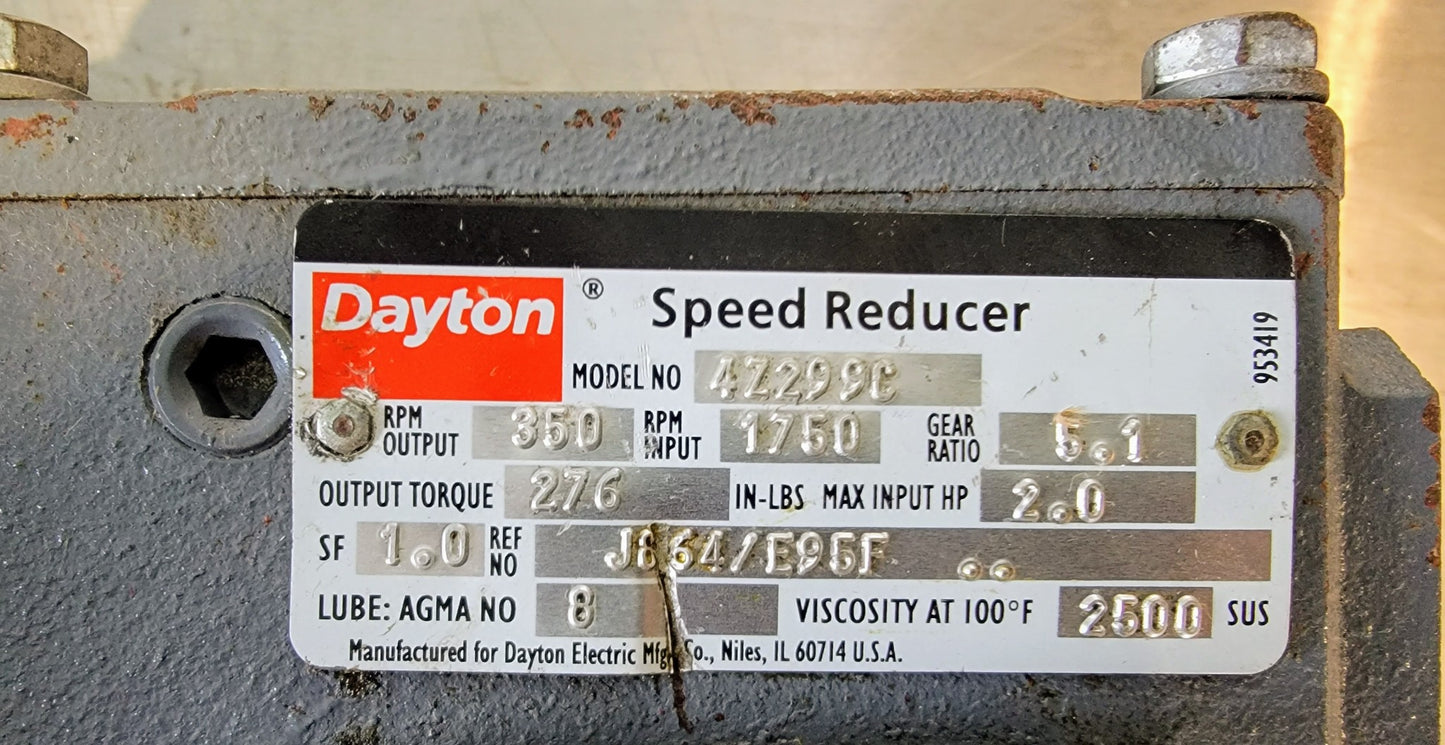 Dayton ® Speed Reducer
MODEL NO 4Z299C
RPM OUTPUT 350 RPM INPUT 1750 GEAR RATIO 5.1
OUTPUT TORQUE 276 IN-LBS MAX INPUT HP 2.0
SF 1.0 REF NO J864/E95F ..
LUBE: AGMA NO 8 VISCOSITY AT 100°F 2500 SUS
Manufactured for Dayton Electric Mfg. Co., Niles, IL 60714 U.S.A.
953419